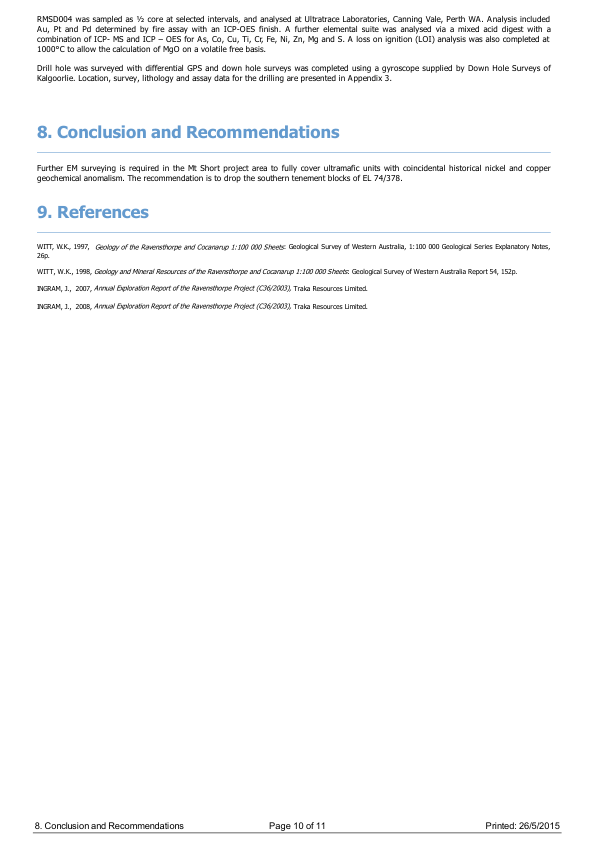 RMSD004 was sampled as ½ core at selected intervals, and analysed at Ultratrace Laboratories, Canning Vale, Perth WA. Analysis included
Au, Pt and Pd determined by fire assay with an ICP-OES finish. A further elemental suite was analysed via a mixed acid digest with a
combination of ICP- MS and ICP – OES for As, Co, Cu, Ti, Cr, Fe, Ni, Zn, Mg and S. A loss on ignition (LOI) analysis was also completed at
1000°C to allow the calculation of MgO on a volatile free basis.
Drill hole was surveyed with differential GPS and down hole surveys was completed using a gyroscope supplied by Down Hole Surveys of
Kalgoorlie. Location, survey, lithology and assay data for the drilling are presented in Appendix 3.
8. Conclusion and Recommendations
Further EM surveying is required in the Mt Short project area to fully cover ultramafic units with coincidental historical nickel and copper
geochemical anomalism. The recommendation is to drop the southern tenement blocks of EL 74/378.
9. References
WITT, W.K., 1997, Geology of the Ravensthorpe and Cocanarup 1:100 000 Sheets: Geological Survey of Western Australia, 1:100 000 Geological Series Explanatory Notes,
26p.
WITT, W.K., 1998, Geology and Mineral Resources of the Ravensthorpe and Cocanarup 1:100 000 Sheets: Geological Survey of Western Australia Report 54, 152p.
INGRAM, J., 2007, Annual Exploration Report of the Ravensthorpe Project (C36/2003), Traka Resources Limited.
INGRAM, J., 2008, Annual Exploration Report of the Ravensthorpe Project (C36/2003), Traka Resources Limited.
8. Conclusion and Recommendations Page 10 of 11 Printed: 26/5/2015